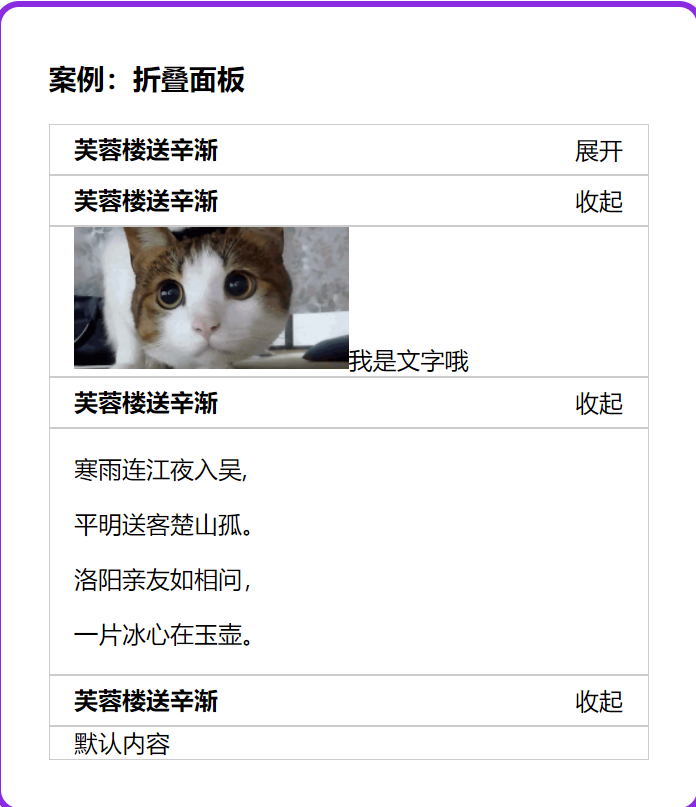 案例：折叠面板
芙蓉楼送辛渐 展开
芙蓉楼送辛渐 收起
我是文字哦
芙蓉楼送辛渐 收起
寒雨连江夜入吴,
平明送客楚山孤。
洛阳亲友如相问，
一片冰心在玉壶。
芙蓉楼送辛渐 收起
默认内容